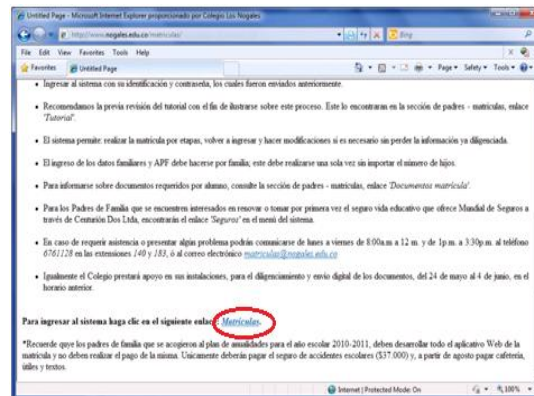 Untitled Page - Microsoft Internet Explorer proporcionado por Colegio Los Nogales
http://www.nogales.edu.co/matriculas/
Bing
File Edit View Favorites Tools Help
Favorites Untitled Page Page Safety Tools
• Ingresar al sistema con su identificación y contraseña, los cuales fueron enviados anteriormente.
• Recomendamos la previa revisión del tutorial con el fin de ilustrarse sobre este proceso. Este lo encontraran en la sección de padres - matriculas, enlace
'Tutorial'.
• El sistema permite: realizar la matricula por etapas, volver a ingresar y hacer modificaciones si es necesario sin perder la información ya diligenciada.
• El ingreso de los datos familiares y APF debe hacerse por familia; este debe realizarse una sola vez sin importar el número de hijos.
• Para informarse sobre documentos requeridos por alumno, consulte la sección de padres - matriculas, enlace 'Documentos matrícula'.
• Para los Padres de Familia que se encuentren interesados en renovar o tomar por primera vez el seguro vida educativo que ofrece Mundial de Seguros a
través de Centurión Dos Ltda, encontrarán el enlace 'Seguros' en el menú del sistema.
• En caso de requerir asistencia o presentar algún problema podrán comunicarse de lunes a viernes de 8:00a.m a 12 m. y de 1p.m. a 3:30p.m. al teléfono
6761128 en las extensiones 140 y 183, ó al correo electrónico matriculas@nogales.edu.co
• Igualmente el Colegio prestará apoyo en sus instalaciones, para el diligenciamiento y envío digital de los documentos, del 24 de mayo al 4 de junio, en el
horario anterior.
Para ingresar al sistema haga clic en el siguiente enlace: Matriculas.
*Recuerde quye los padres de familia que se acogieron al plan de anualidades para el año escolar 2010-2011, deben desarrollar todo el aplicativo Web de la
matricula y no deben realizar el pago de la misma. Unicamente deberán pagar el seguro de accidentes escolares ($37.000) y, a partir de agosto pagar cafetería,
útiles y textos.
Internet | Protected Mode: On 100%